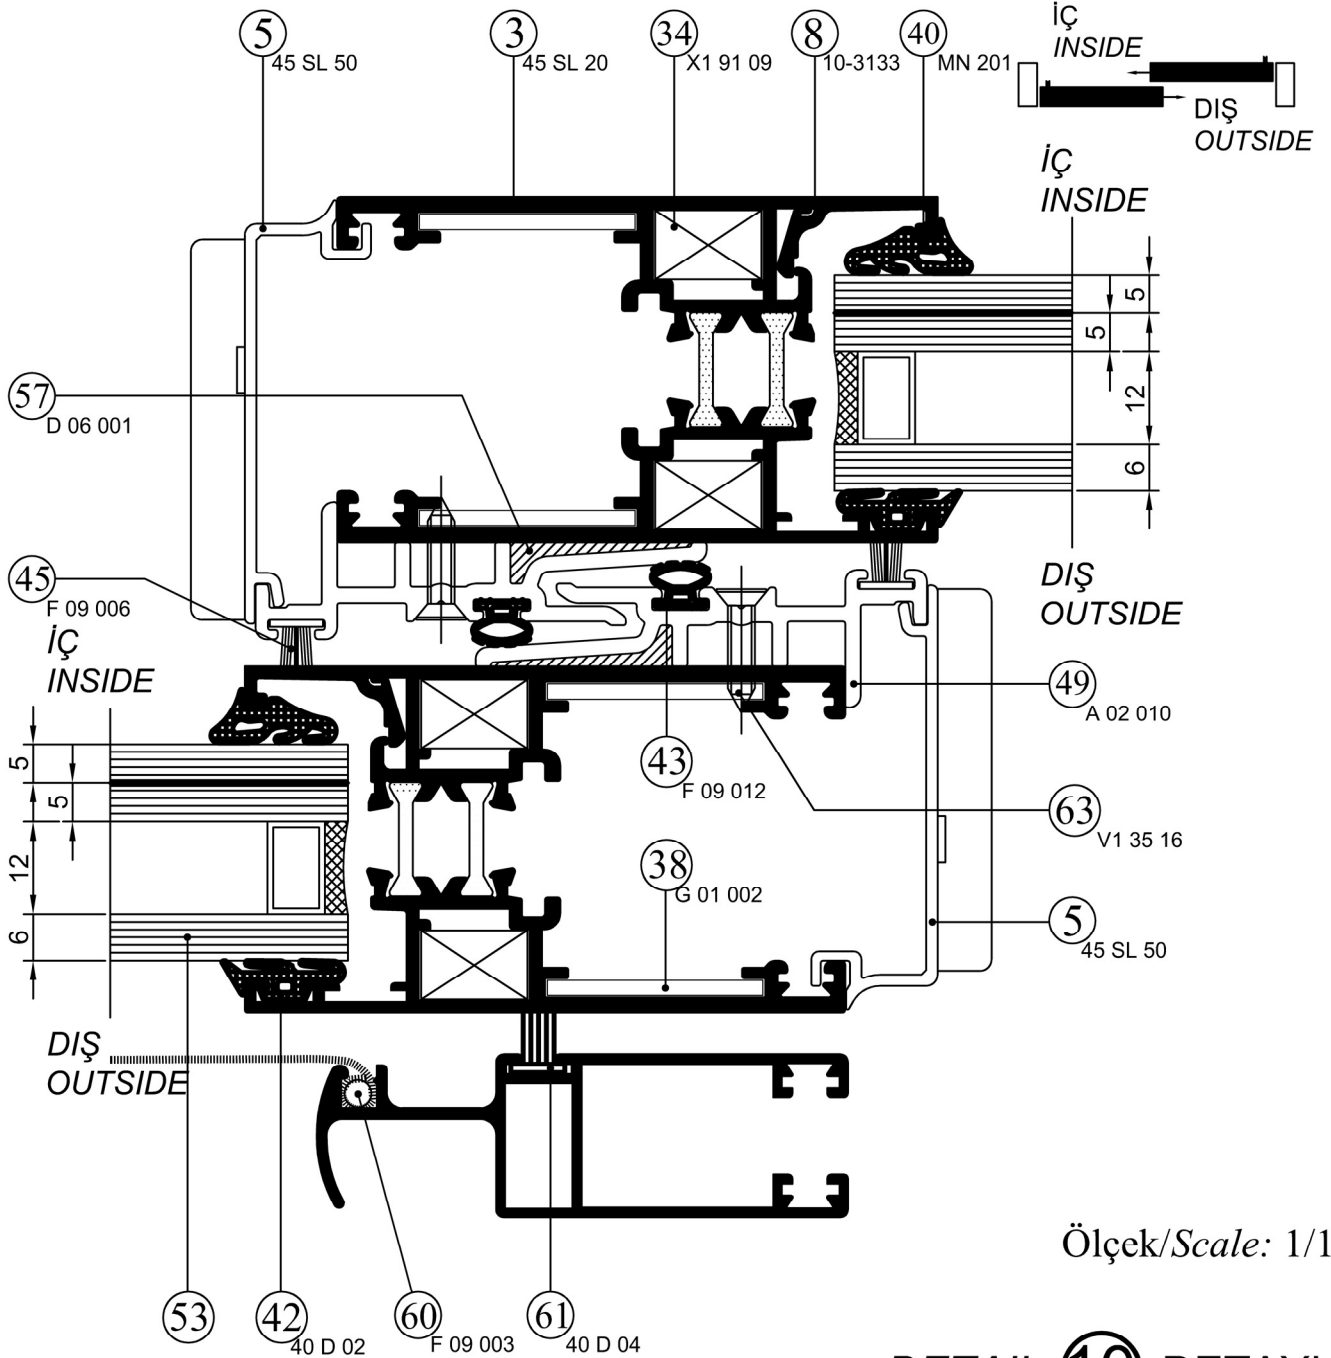 5
45 SL 50
3
45 SL 20
34
X1 91 09
8
10-3133
40
MN 201
İÇ
INSIDE
DIŞ
OUTSIDE
İÇ
INSIDE
5
5
12
6
57
D 06 001
45
F 09 006
İÇ
INSIDE
DIŞ
OUTSIDE
49
A 02 010
43
F 09 012
63
V1 35 16
5
5
12
6
38
G 01 002
5
45 SL 50
DIŞ
OUTSIDE
Ölçek/Scale: 1/1
53
42
40 D 02
60
F 09 003
61
40 D 04